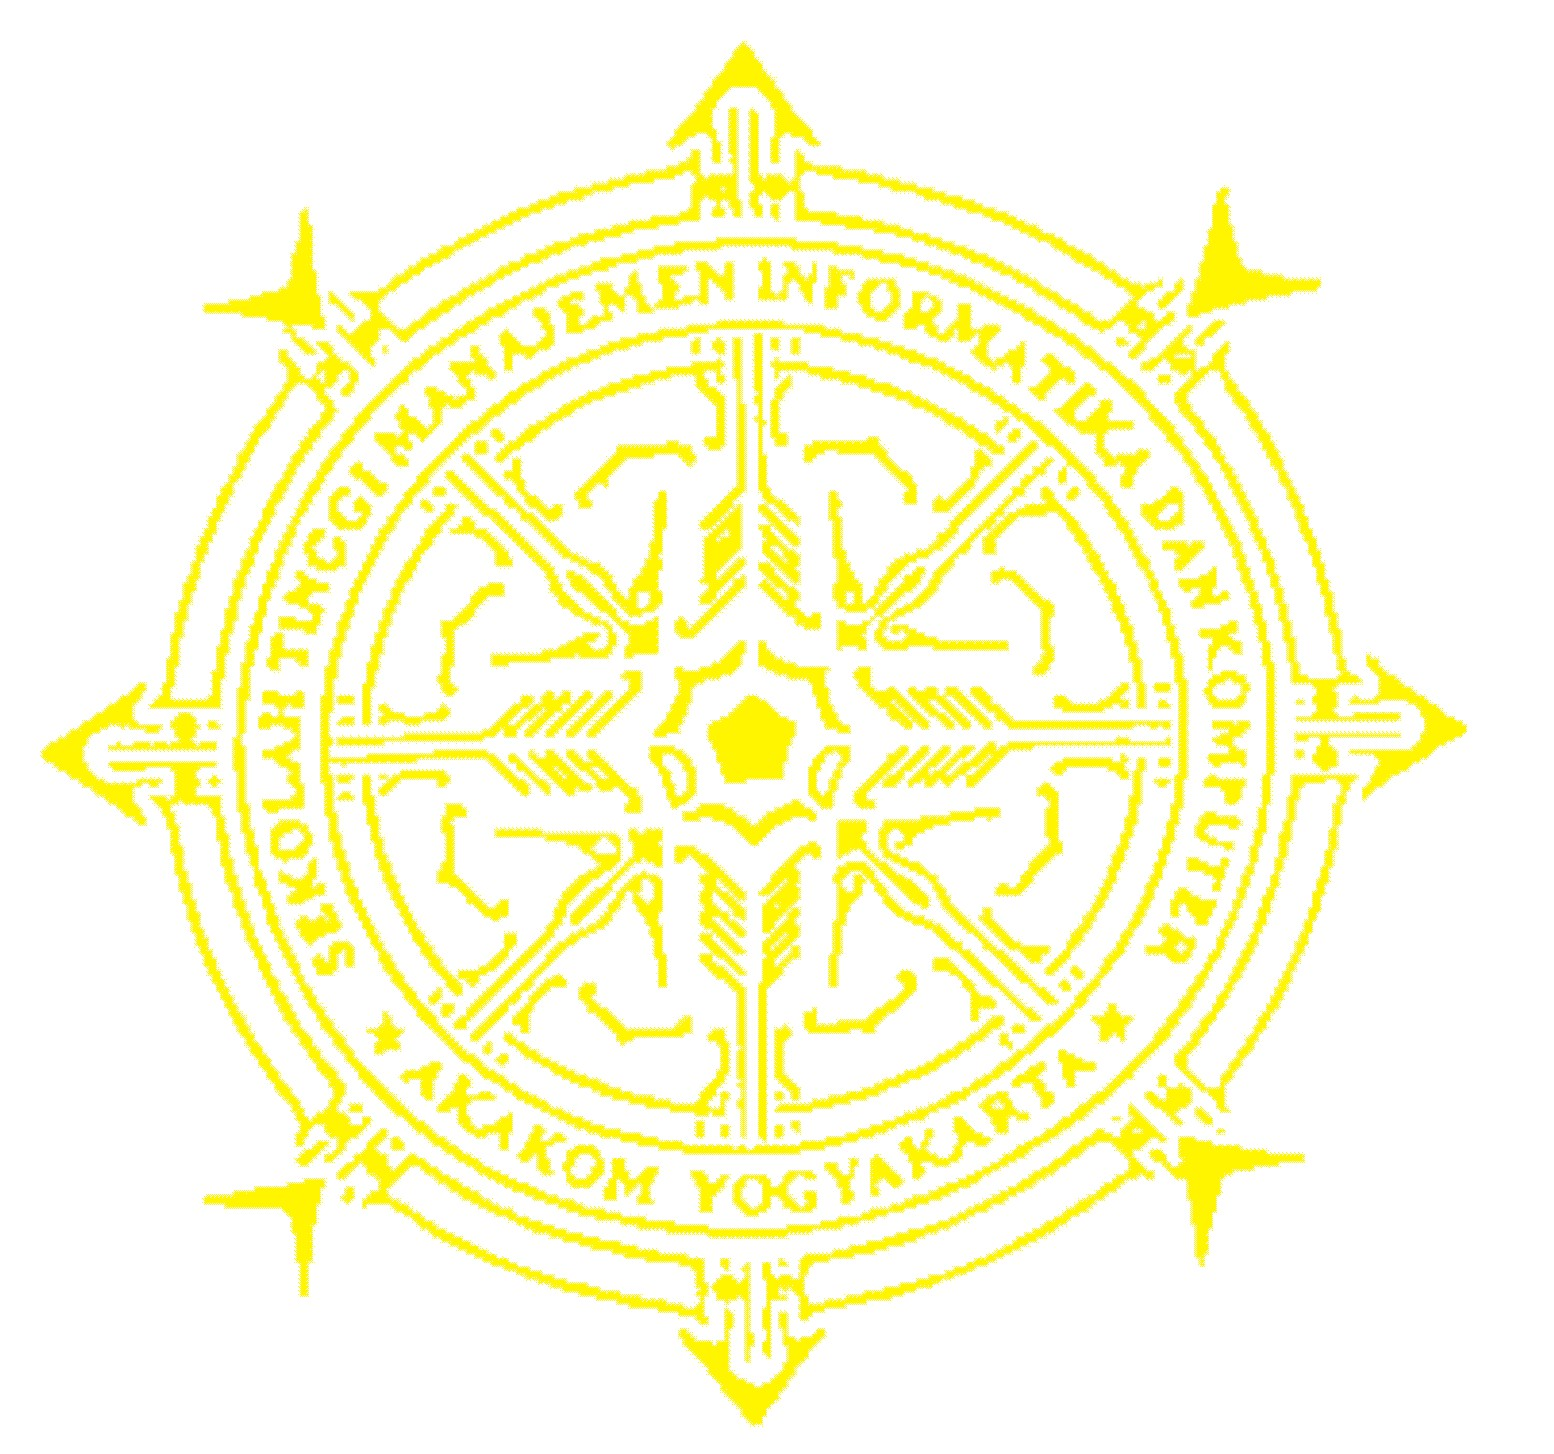 SEKOLAH TINGGI MANAJEMEN INFORMATIKA DAN KOMPUTER
AKAKOM YOGYAKARTA